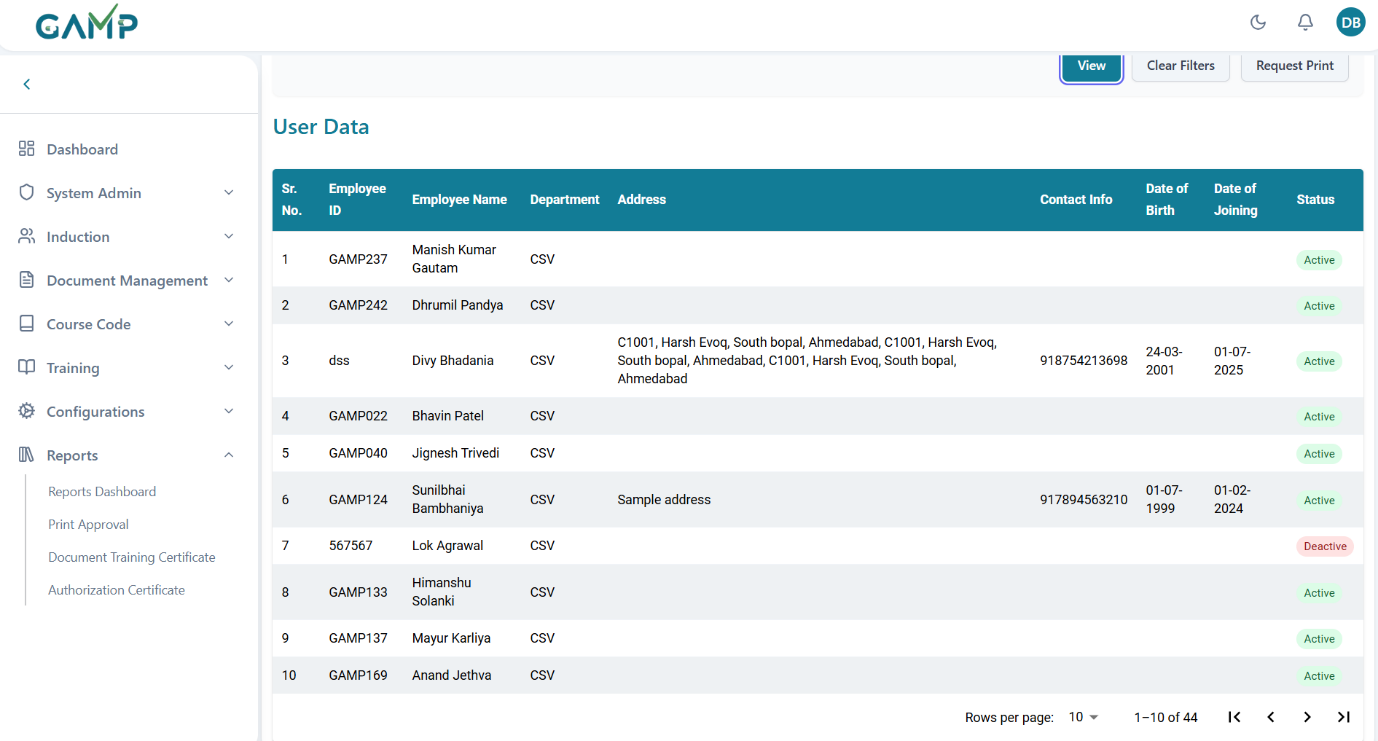 GAMP
DB
View Clear Filters Request Print
Dashboard
System Admin
Induction
Document Management
Course Code
Training
Configurations
Reports
Reports Dashboard
Print Approval
Document Training Certificate
Authorization Certificate
User Data
Sr. No. Employee ID Employee Name Department Address Contact Info Date of Birth Date of Joining Status
1 GAMP237 Manish Kumar Gautam CSV Active
2 GAMP242 Dhrumil Pandya CSV Active
3 dss Divy Bhadania CSV C1001, Harsh Evoq, South bopal, Ahmedabad, C1001, Harsh Evoq, South bopal, Ahmedabad, C1001, Harsh Evoq, South bopal, Ahmedabad 918754213698 24-03-2001 01-07-2025 Active
4 GAMP022 Bhavin Patel CSV Active
5 GAMP040 Jignesh Trivedi CSV Active
6 GAMP124 Sunilbhai Bambhaniya CSV Sample address 917894563210 01-07-1999 01-02-2024 Active
7 567567 Lok Agrawal CSV Deactive
8 GAMP133 Himanshu Solanki CSV Active
9 GAMP137 Mayur Karliya CSV Active
10 GAMP169 Anand Jethva CSV Active
Rows per page: 10 1–10 of 44